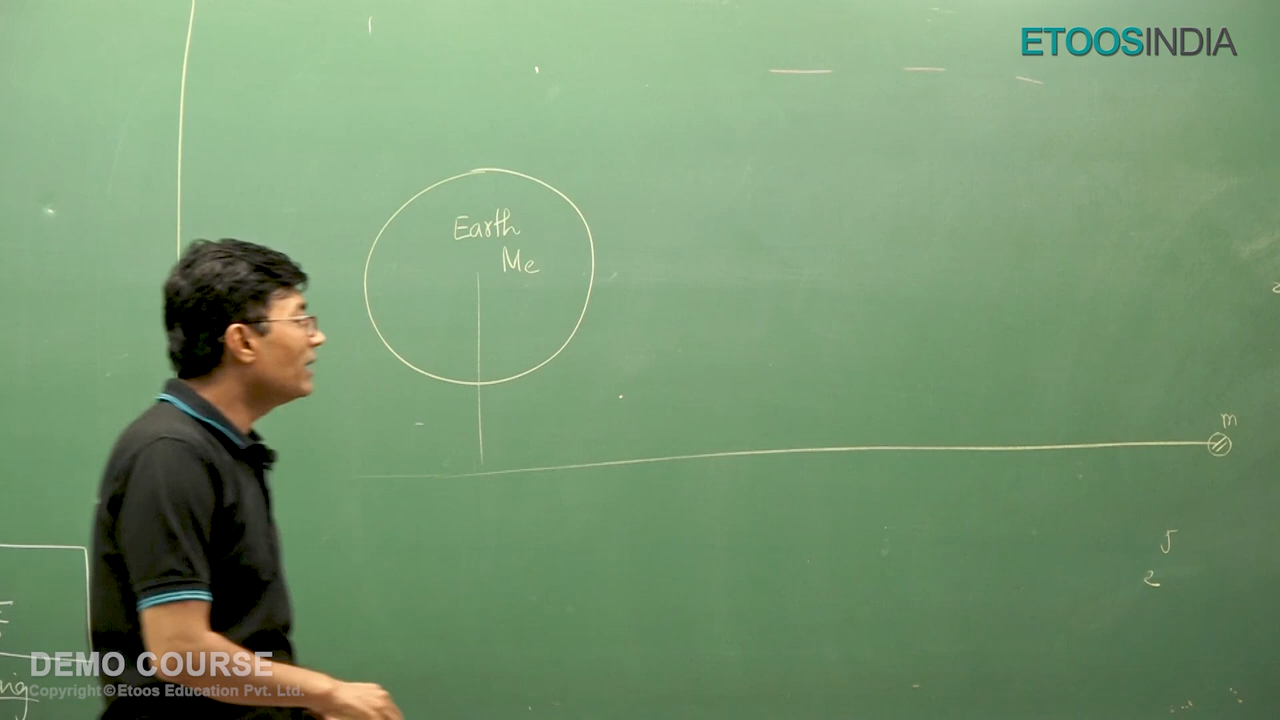 ETOOSINDIA
Earth
Me
m
DEMO COURSE
Copyright © Etoos Education Pvt. Ltd.